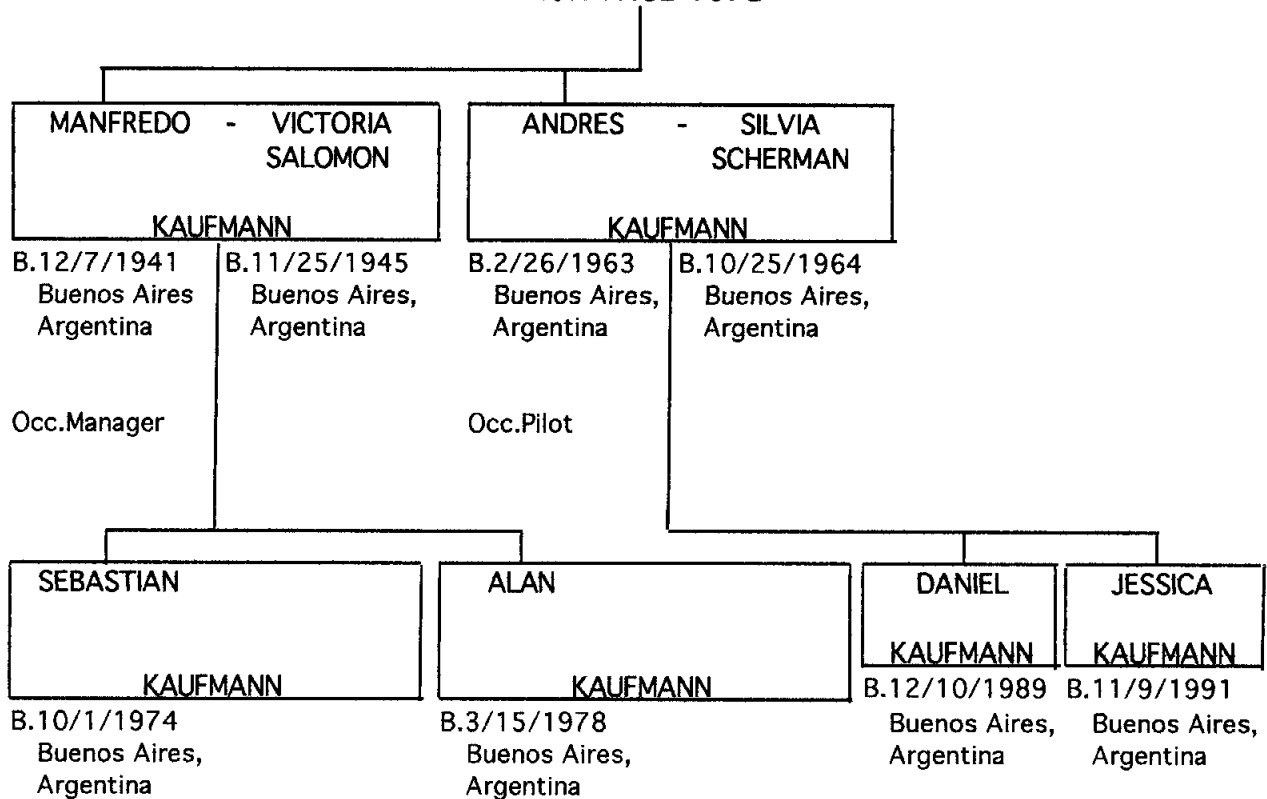 MANFREDO - VICTORIA
SALOMON
KAUFMANN
B.12/7/1941
Buenos Aires
Argentina
B.11/25/1945
Buenos Aires,
Argentina
Occ.Manager
ANDRES - SILVIA
SCHERMAN
KAUFMANN
B.2/26/1963
Buenos Aires,
Argentina
B.10/25/1964
Buenos Aires,
Argentina
Occ.Pilot
SEBASTIAN
KAUFMANN
B.10/1/1974
Buenos Aires,
Argentina
ALAN
KAUFMANN
B.3/15/1978
Buenos Aires,
Argentina
DANIEL
KAUFMANN
B.12/10/1989
Buenos Aires,
Argentina
JESSICA
KAUFMANN
B.11/9/1991
Buenos Aires,
Argentina